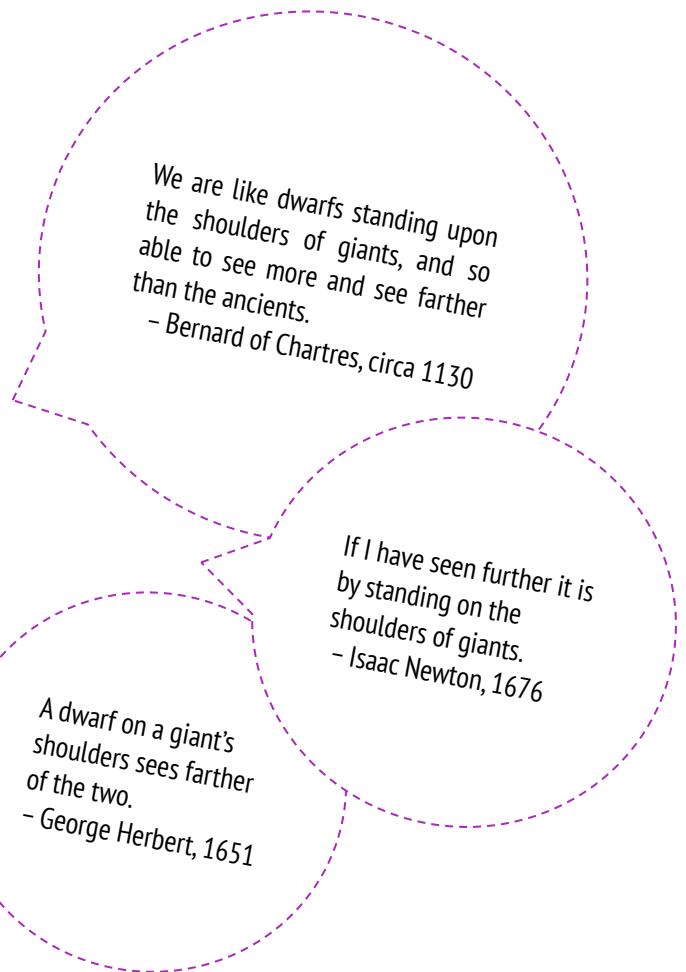 We are like dwarfs standing upon
the shoulders of giants, and so
able to see more and see farther
than the ancients.
– Bernard of Chartres, circa 1130
If I have seen further it is
by standing on the
shoulders of giants.
– Isaac Newton, 1676
A dwarf on a giant’s
shoulders sees farther
of the two.
– George Herbert, 1651